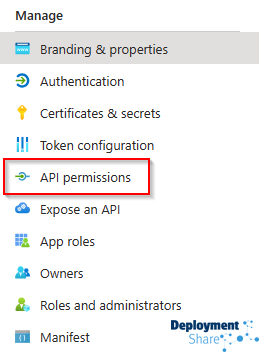 Manage
Branding & properties
Authentication
Certificates & secrets
Token configuration
API permissions
Expose an API
App roles
Owners
Roles and administrators
Manifest
Deployment
Share